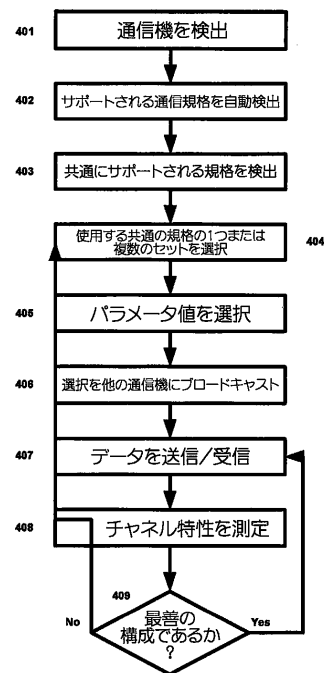 401
通信機を検出
402
サポートされる通信規格を自動検出
403
共通にサポートされる規格を検出
使用する共通の規格の1つまたは
複数のセットを選択
404
405
パラメータ値を選択
406
選択を他の通信機にブロードキャスト
407
データを送信/受信
408
チャネル特性を測定
409
No
最善の
構成であるか
?
Yes